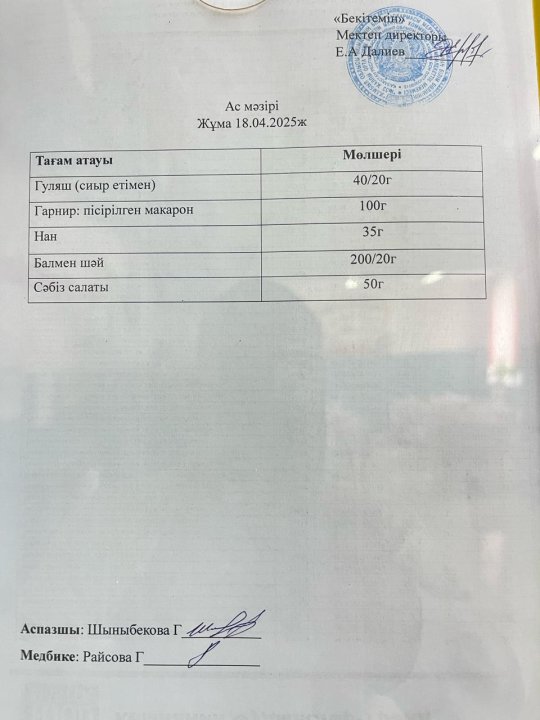 «Бекітемін»
Мектеп директоры
Е.А Далиев
Ас мәзірі
Жұма 18.04.2025ж
Тағам атауы Мөлшері
Гуляш (сиыр етімен) 40/20г
Гарнир: пісірілген макарон 100г
Нан 35г
Балмен шәй 200/20г
Сәбіз салаты 50г
Аспазшы: Шыныбекова Г
Медбике: Райсова Г